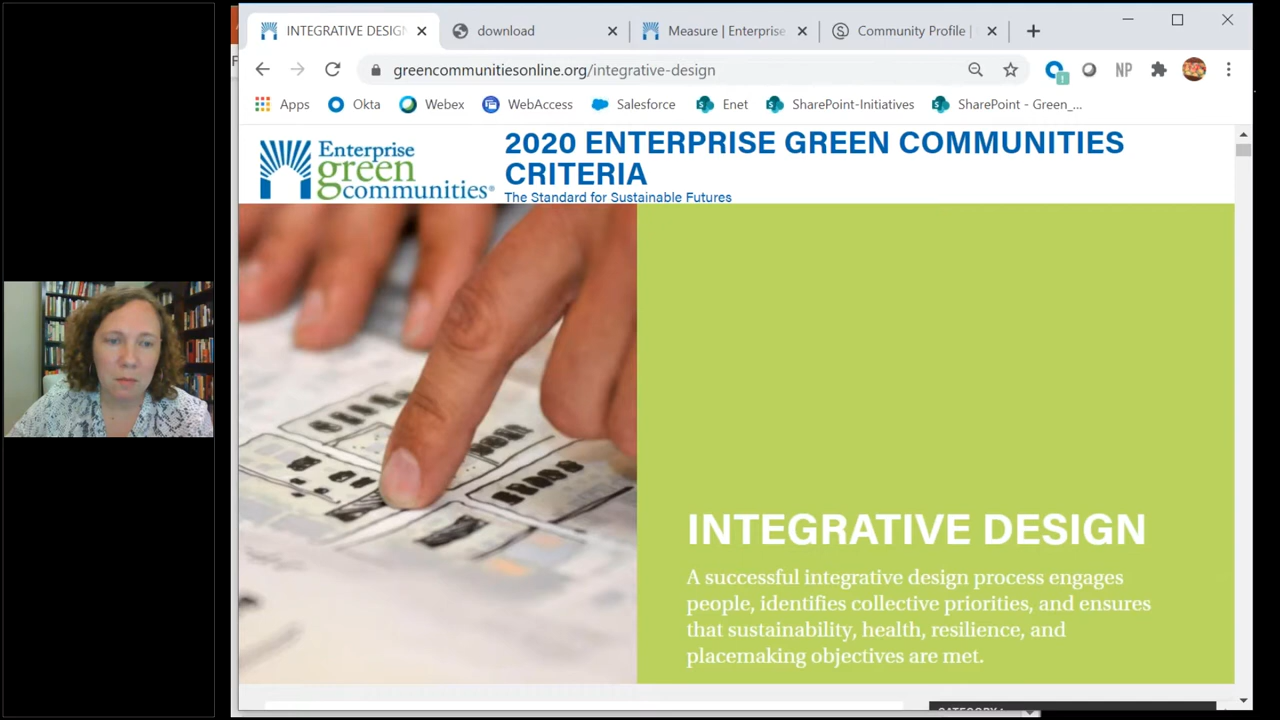 INTEGRATIVE DESIG
download
Measure | Enterprise
Community Profile |
greencommunitiesonline.org/integrative-design
NP
Apps
Okta
Webex
WebAccess
Salesforce
Enet
SharePoint-Initiatives
SharePoint - Green_...
Enterprise
green
communities®
2020 ENTERPRISE GREEN COMMUNITIES
CRITERIA
The Standard for Sustainable Futures
INTEGRATIVE DESIGN
A successful integrative design process engages
people, identifies collective priorities, and ensures
that sustainability, health, resilience, and
placemaking objectives are met.